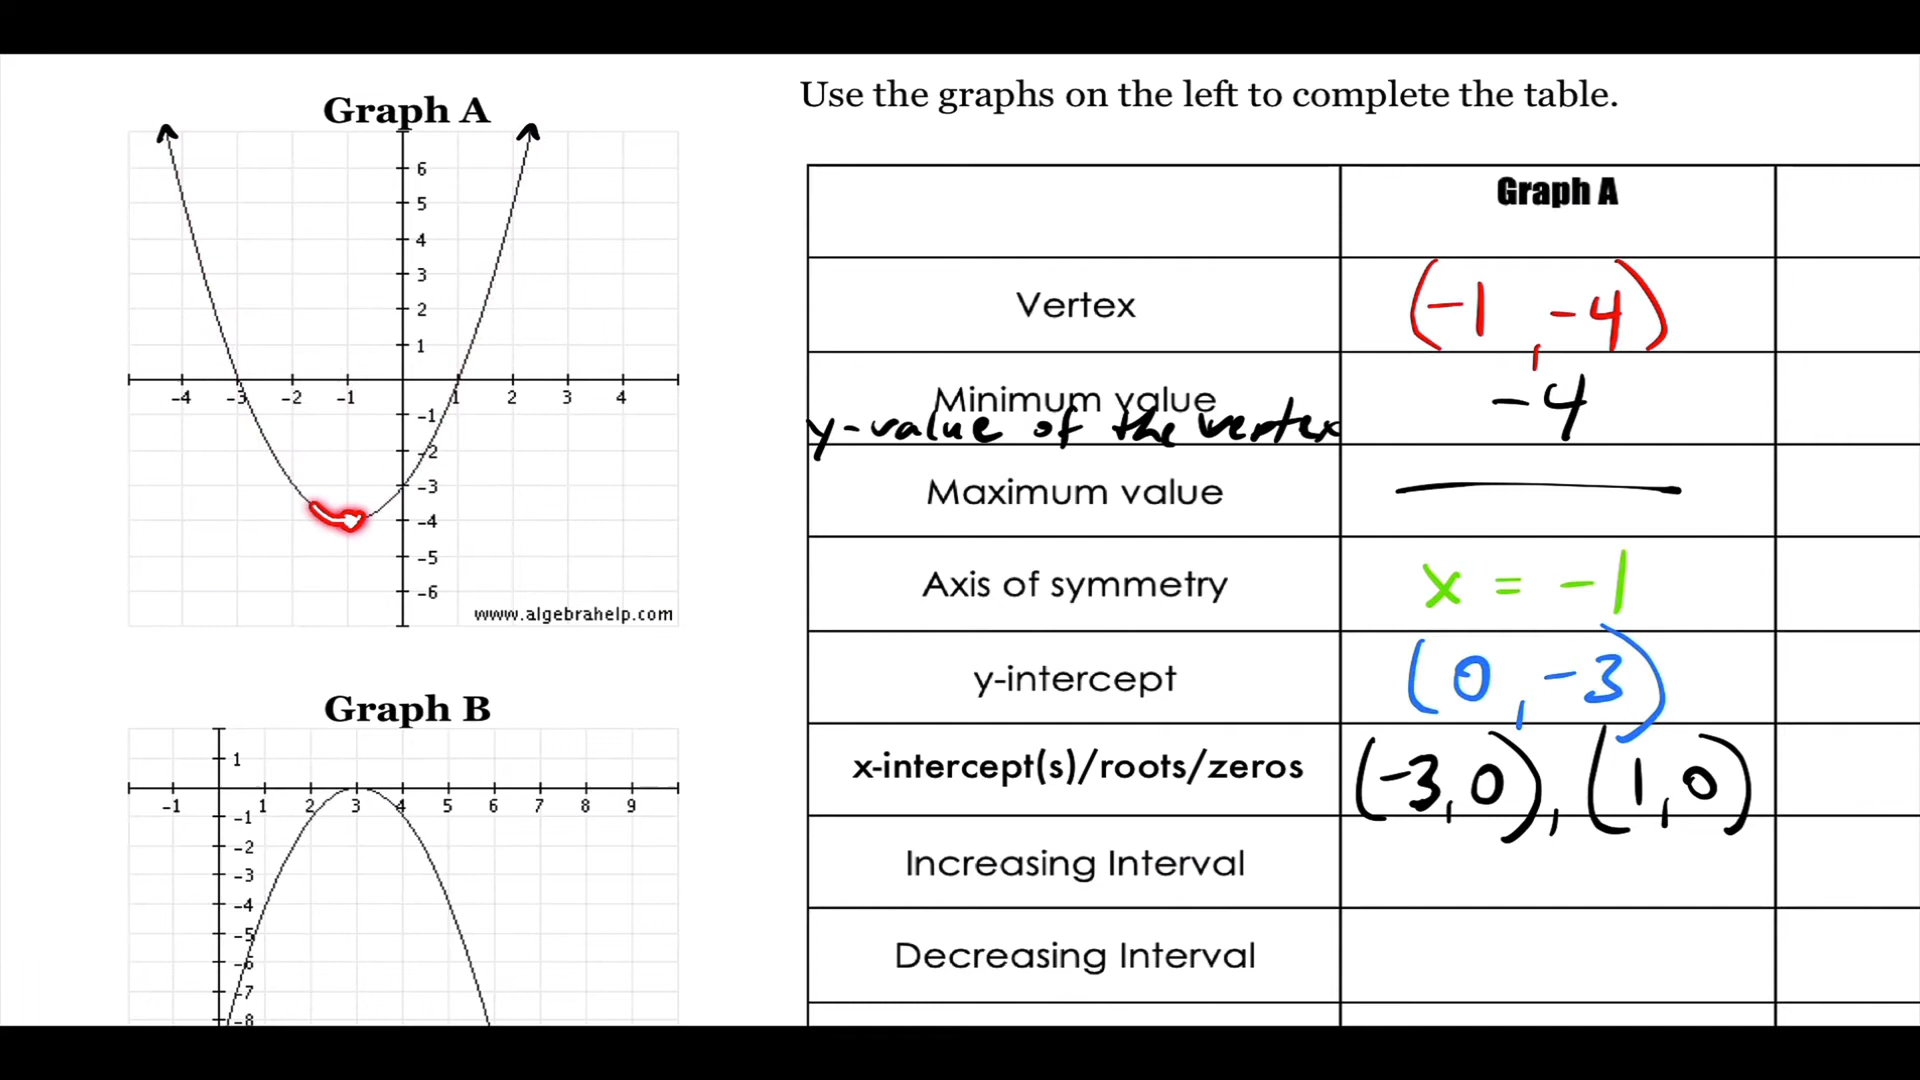 Graph A
Use the graphs on the left to complete the table.
6
5
4
3
2
1
-4 -3 -2 -1 1 2 3 4
-1
-2
-3
-4
-5
-6
www.algebrahelp.com
Graph B
1
-1 1 2 3 4 5 6 7 8 9
-1
-2
-3
-4
-5
-6
-7
-8
Graph A
Vertex (-1, -4)
Minimum value -4
y-value of the vertex
Maximum value
Axis of symmetry x = -1
y-intercept (0, -3)
x-intercept(s)/roots/zeros (-3, 0), (1, 0)
Increasing Interval
Decreasing Interval